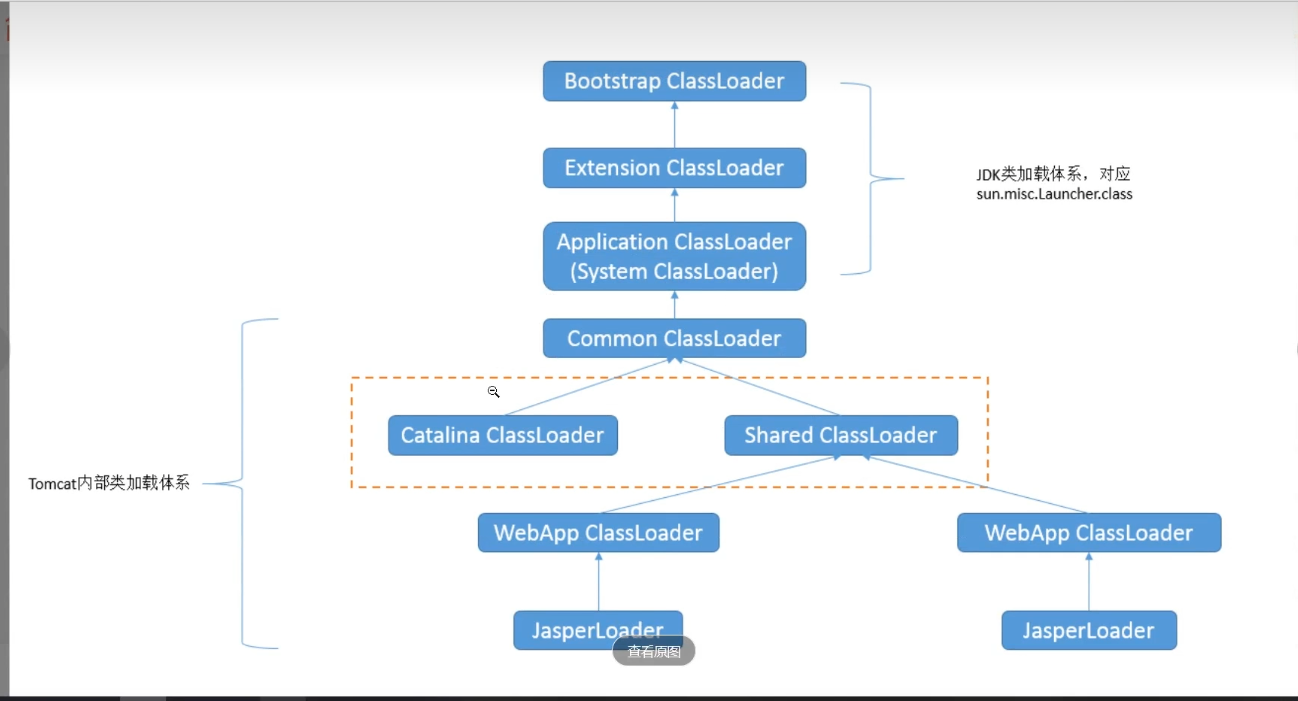 Bootstrap ClassLoader
Extension ClassLoader
JDK类加载体系，对应
sun.misc.Launcher.class
Application ClassLoader
(System ClassLoader)
Common ClassLoader
Catalina ClassLoader
Shared ClassLoader
Tomcat内部类加载体系
WebApp ClassLoader
WebApp ClassLoader
JasperLoader
JasperLoader
查看原图